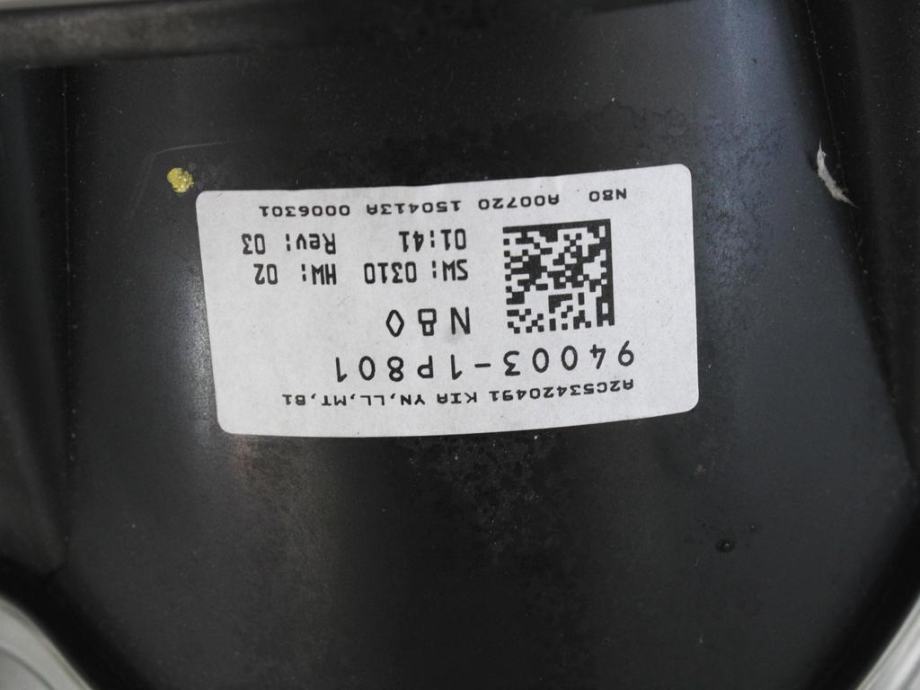 A2C53420491 KIA YN,LL,MT,B1
94003-1P801
N80
SW: 0310 HW: 02
01:41 Rev: 03
N80 A00720 150413A 0006301